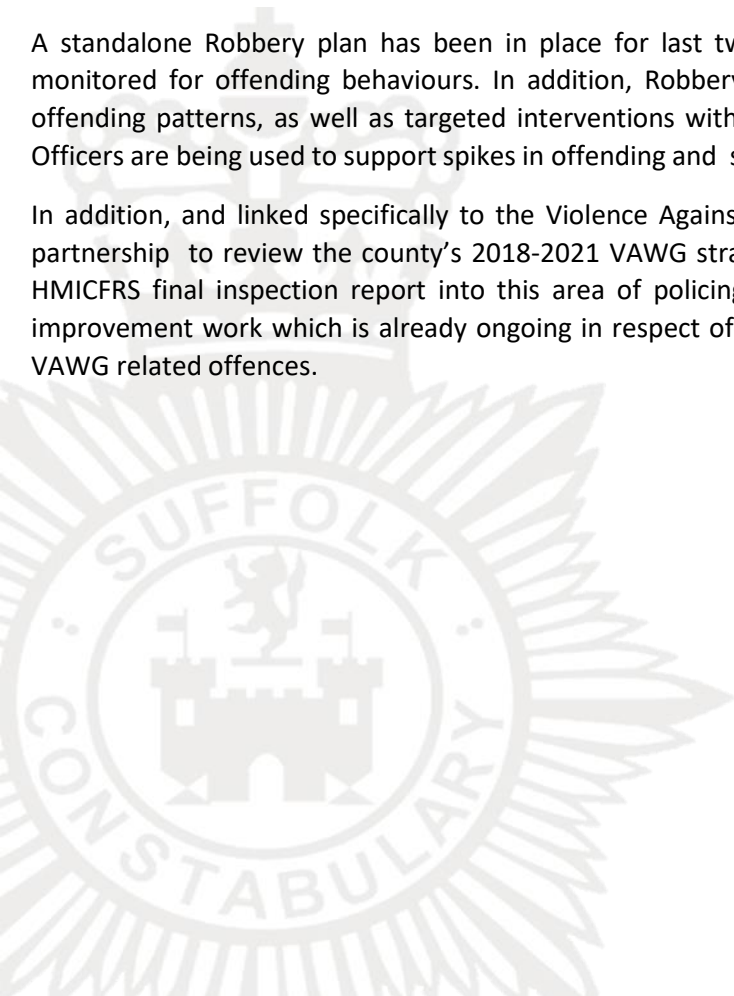 A standalone Robbery plan has been in place for last tw
monitored for offending behaviours. In addition, Robbery
offending patterns, as well as targeted interventions with
Officers are being used to support spikes in offending and s
In addition, and linked specifically to the Violence Agains
partnership to review the county’s 2018-2021 VAWG stra
HMICFRS final inspection report into this area of policing
improvement work which is already ongoing in respect of
VAWG related offences.
SUFFOLK
CONSTABULARY